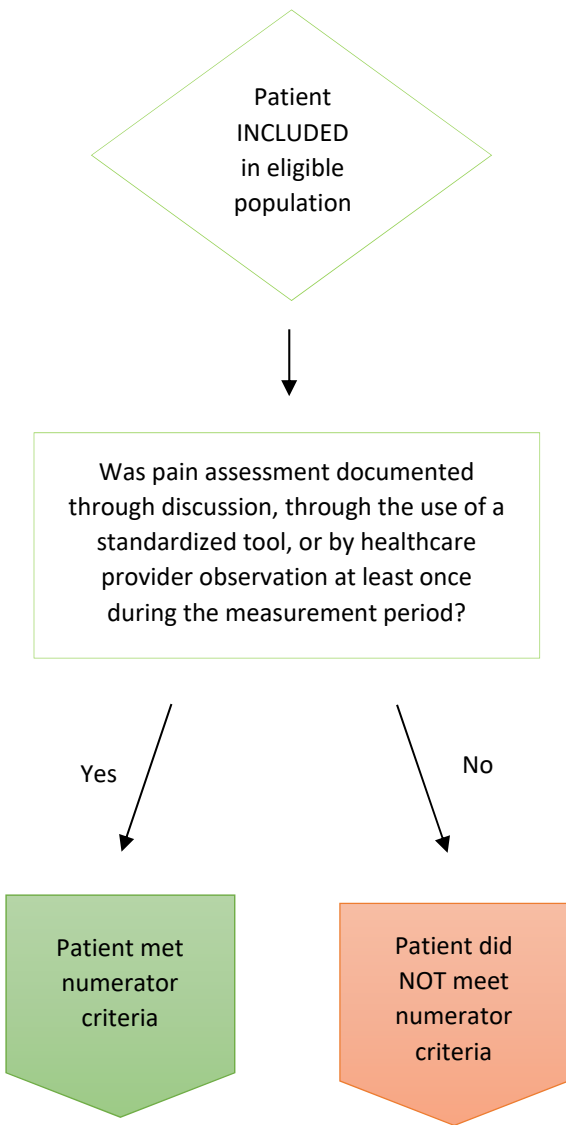 Patient
INCLUDED
in eligible
population
Was pain assessment documented
through discussion, through the use of a
standardized tool, or by healthcare
provider observation at least once
during the measurement period?
Yes
No
Patient met
numerator
criteria
Patient did
NOT meet
numerator
criteria